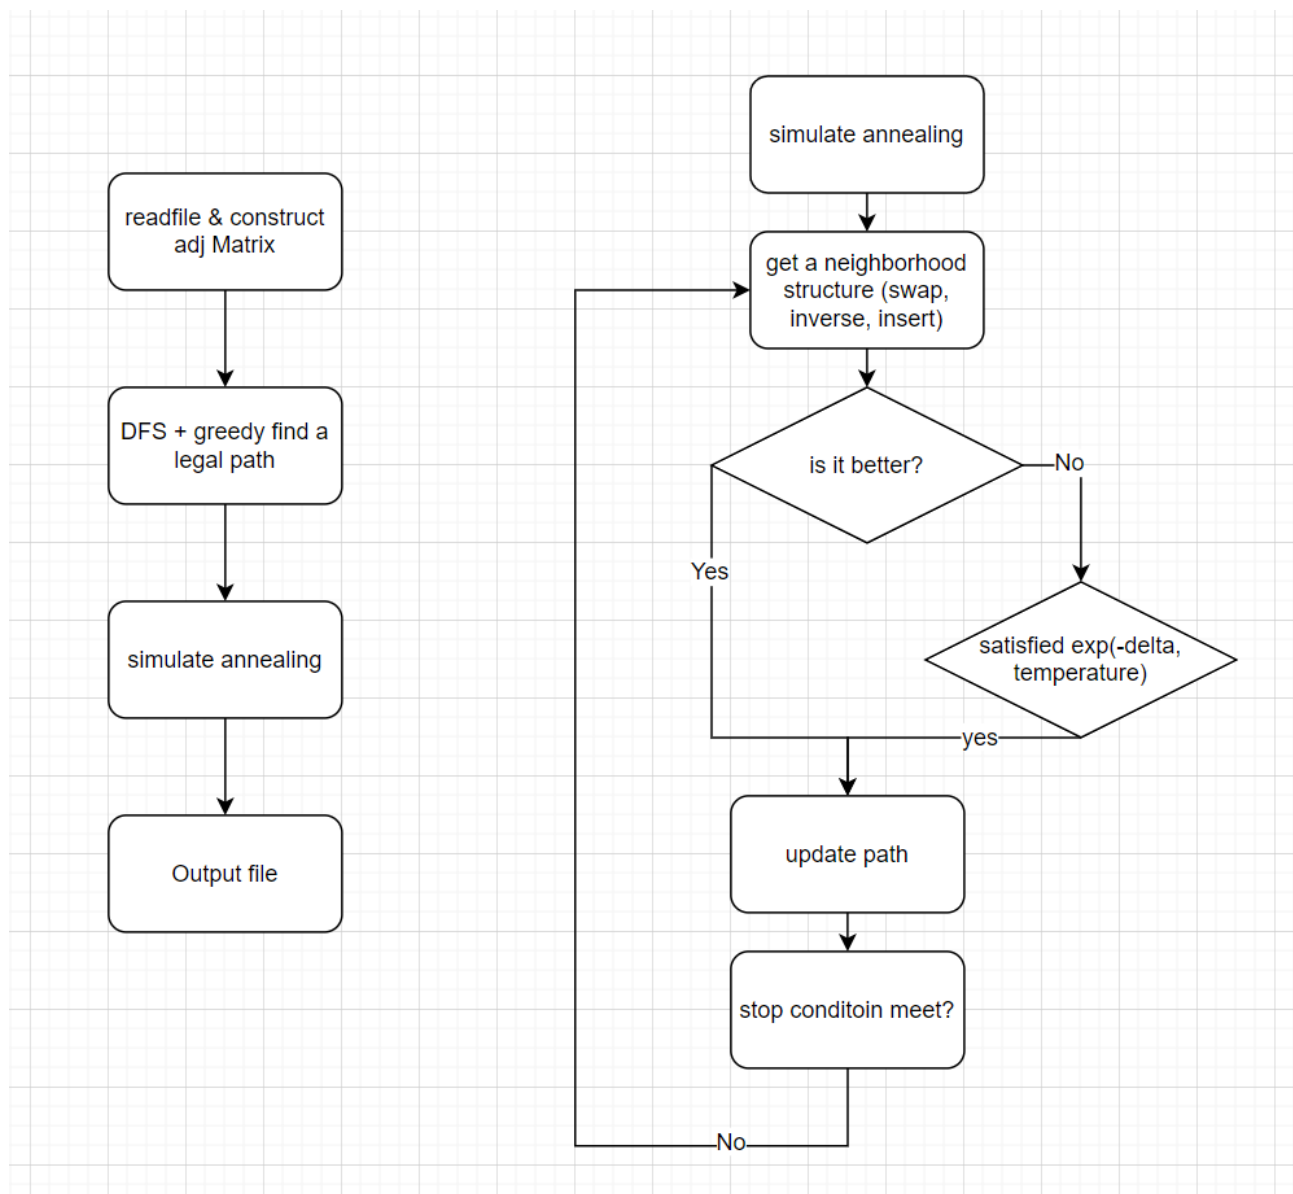 readfile & construct
adj Matrix
DFS + greedy find a
legal path
simulate annealing
Output file
simulate annealing
get a neighborhood
structure (swap,
inverse, insert)
is it better?
No
Yes
satisfied exp(-delta,
temperature)
yes
update path
stop conditoin meet?
No